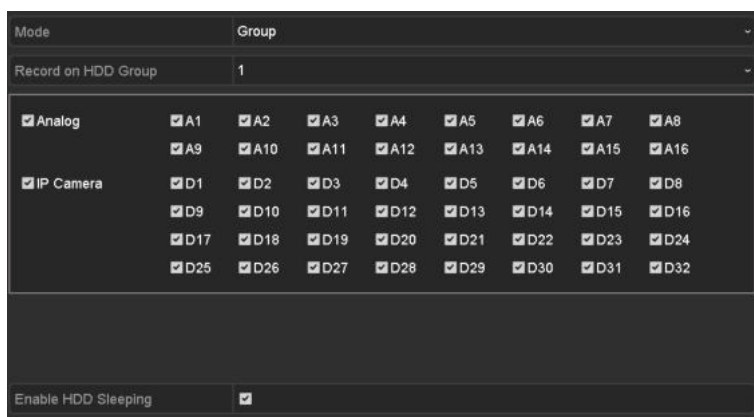 Mode Group
Record on HDD Group 1
Analog A1 A2 A3 A4 A5 A6 A7 A8
A9 A10 A11 A12 A13 A14 A15 A16
IP Camera D1 D2 D3 D4 D5 D6 D7 D8
D9 D10 D11 D12 D13 D14 D15 D16
D17 D18 D19 D20 D21 D22 D23 D24
D25 D26 D27 D28 D29 D30 D31 D32
Enable HDD Sleeping